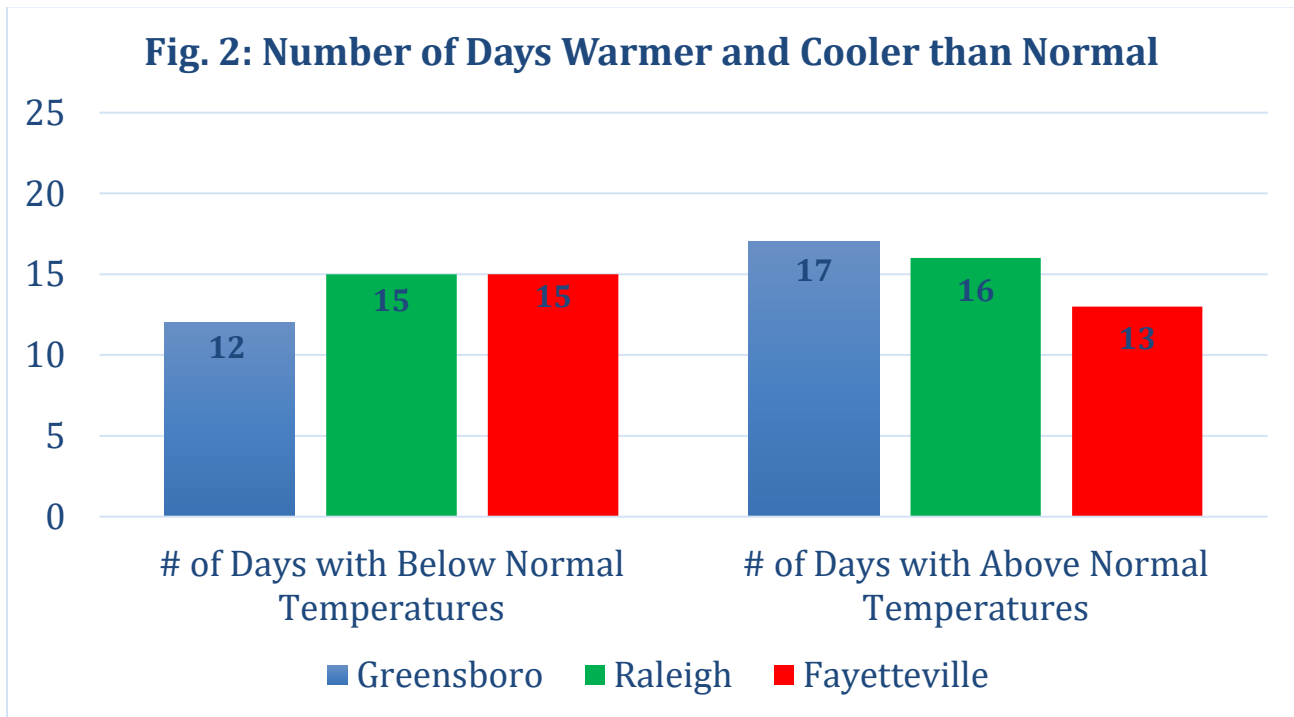 Fig. 2: Number of Days Warmer and Cooler than Normal
25
20
15
10
5
0
12
15
15
17
16
13
# of Days with Below Normal
Temperatures
# of Days with Above Normal
Temperatures
Greensboro Raleigh Fayetteville